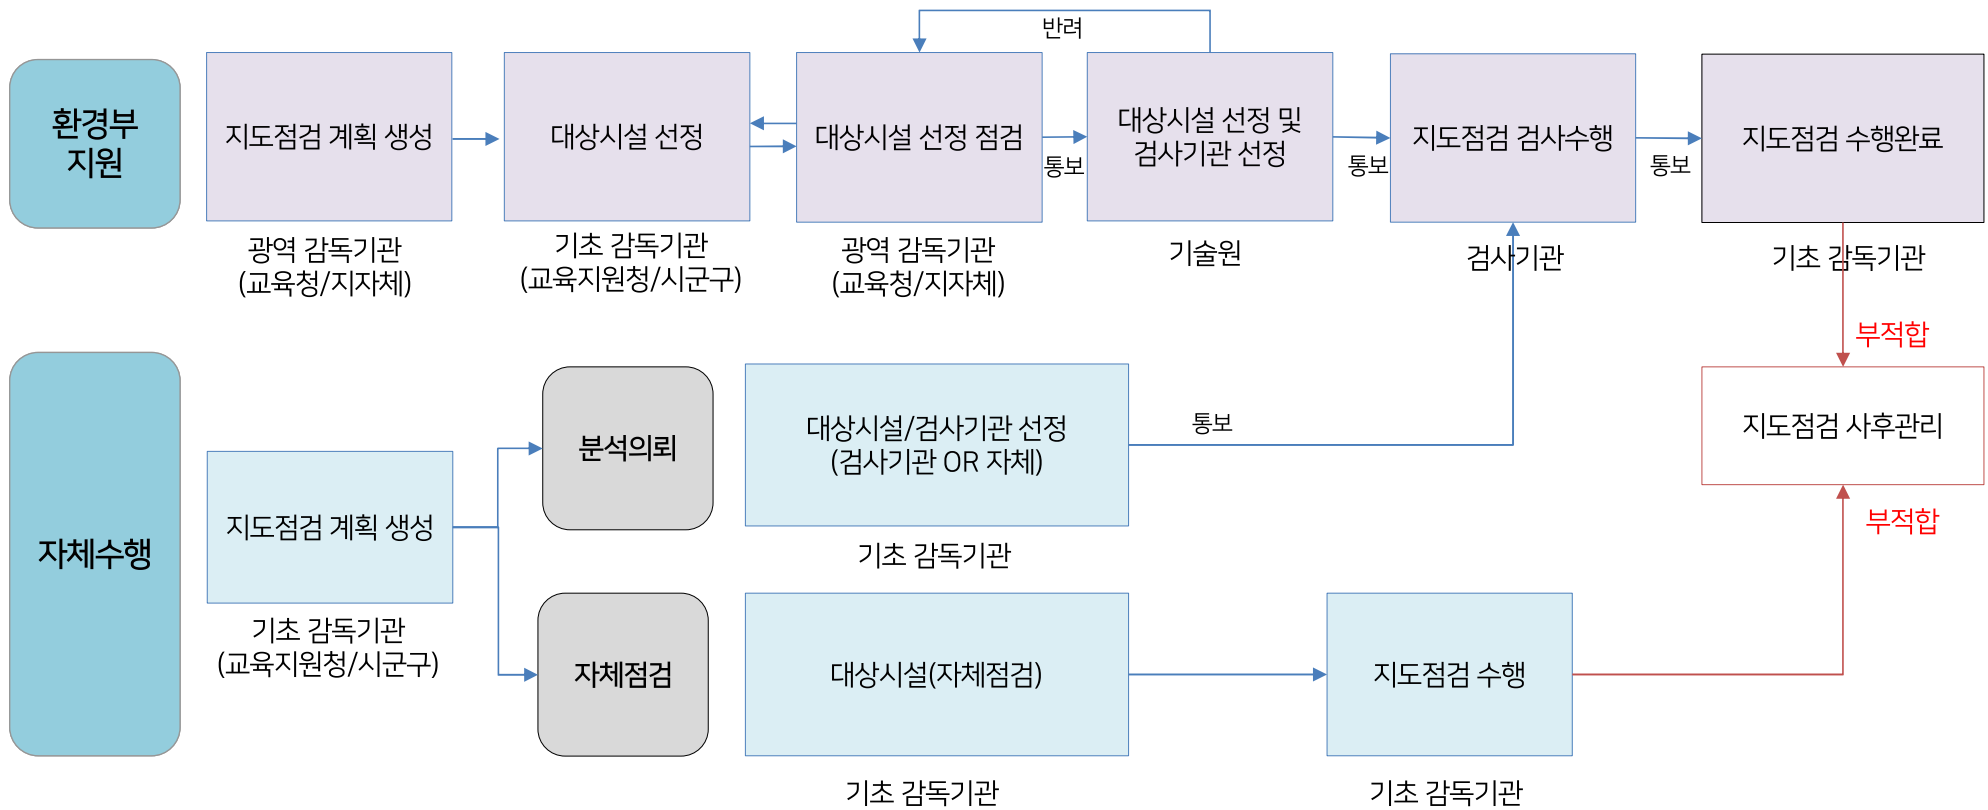 반려
환경부
지원
지도점검 계획 생성
대상시설 선정
대상시설 선정 점검
통보
대상시설 선정 및
검사기관 선정
통보
지도점검 검사수행
통보
지도점검 수행완료
광역 감독기관
(교육청/지자체)
기초 감독기관
(교육지원청/시군구)
광역 감독기관
(교육청/지자체)
기술원
검사기관
기초 감독기관
부적합
자체수행
지도점검 계획 생성
기초 감독기관
(교육지원청/시군구)
분석의뢰
대상시설/검사기관 선정
(검사기관 OR 자체)
기초 감독기관
통보
지도점검 사후관리
부적합
자체점검
대상시설(자체점검)
기초 감독기관
지도점검 수행
기초 감독기관